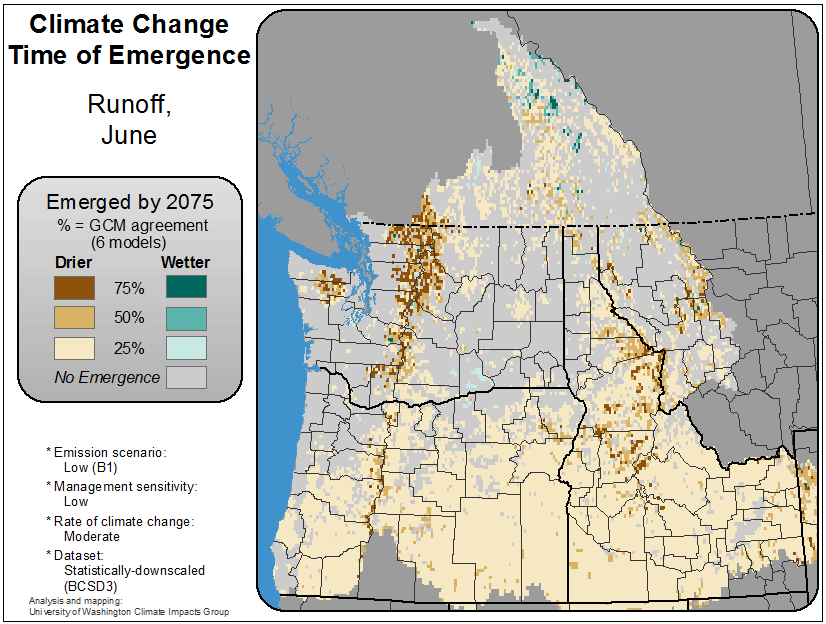 Climate Change
Time of Emergence
Runoff,
June
Emerged by 2075
% = GCM agreement
(6 models)
Drier Wetter
75%
50%
25%
No Emergence
* Emission scenario:
Low (B1)
* Management sensitivity:
Low
* Rate of climate change:
Moderate
* Dataset:
Statistically-downscaled
(BCSD3)
Analysis and mapping:
University of Washington Climate Impacts Group